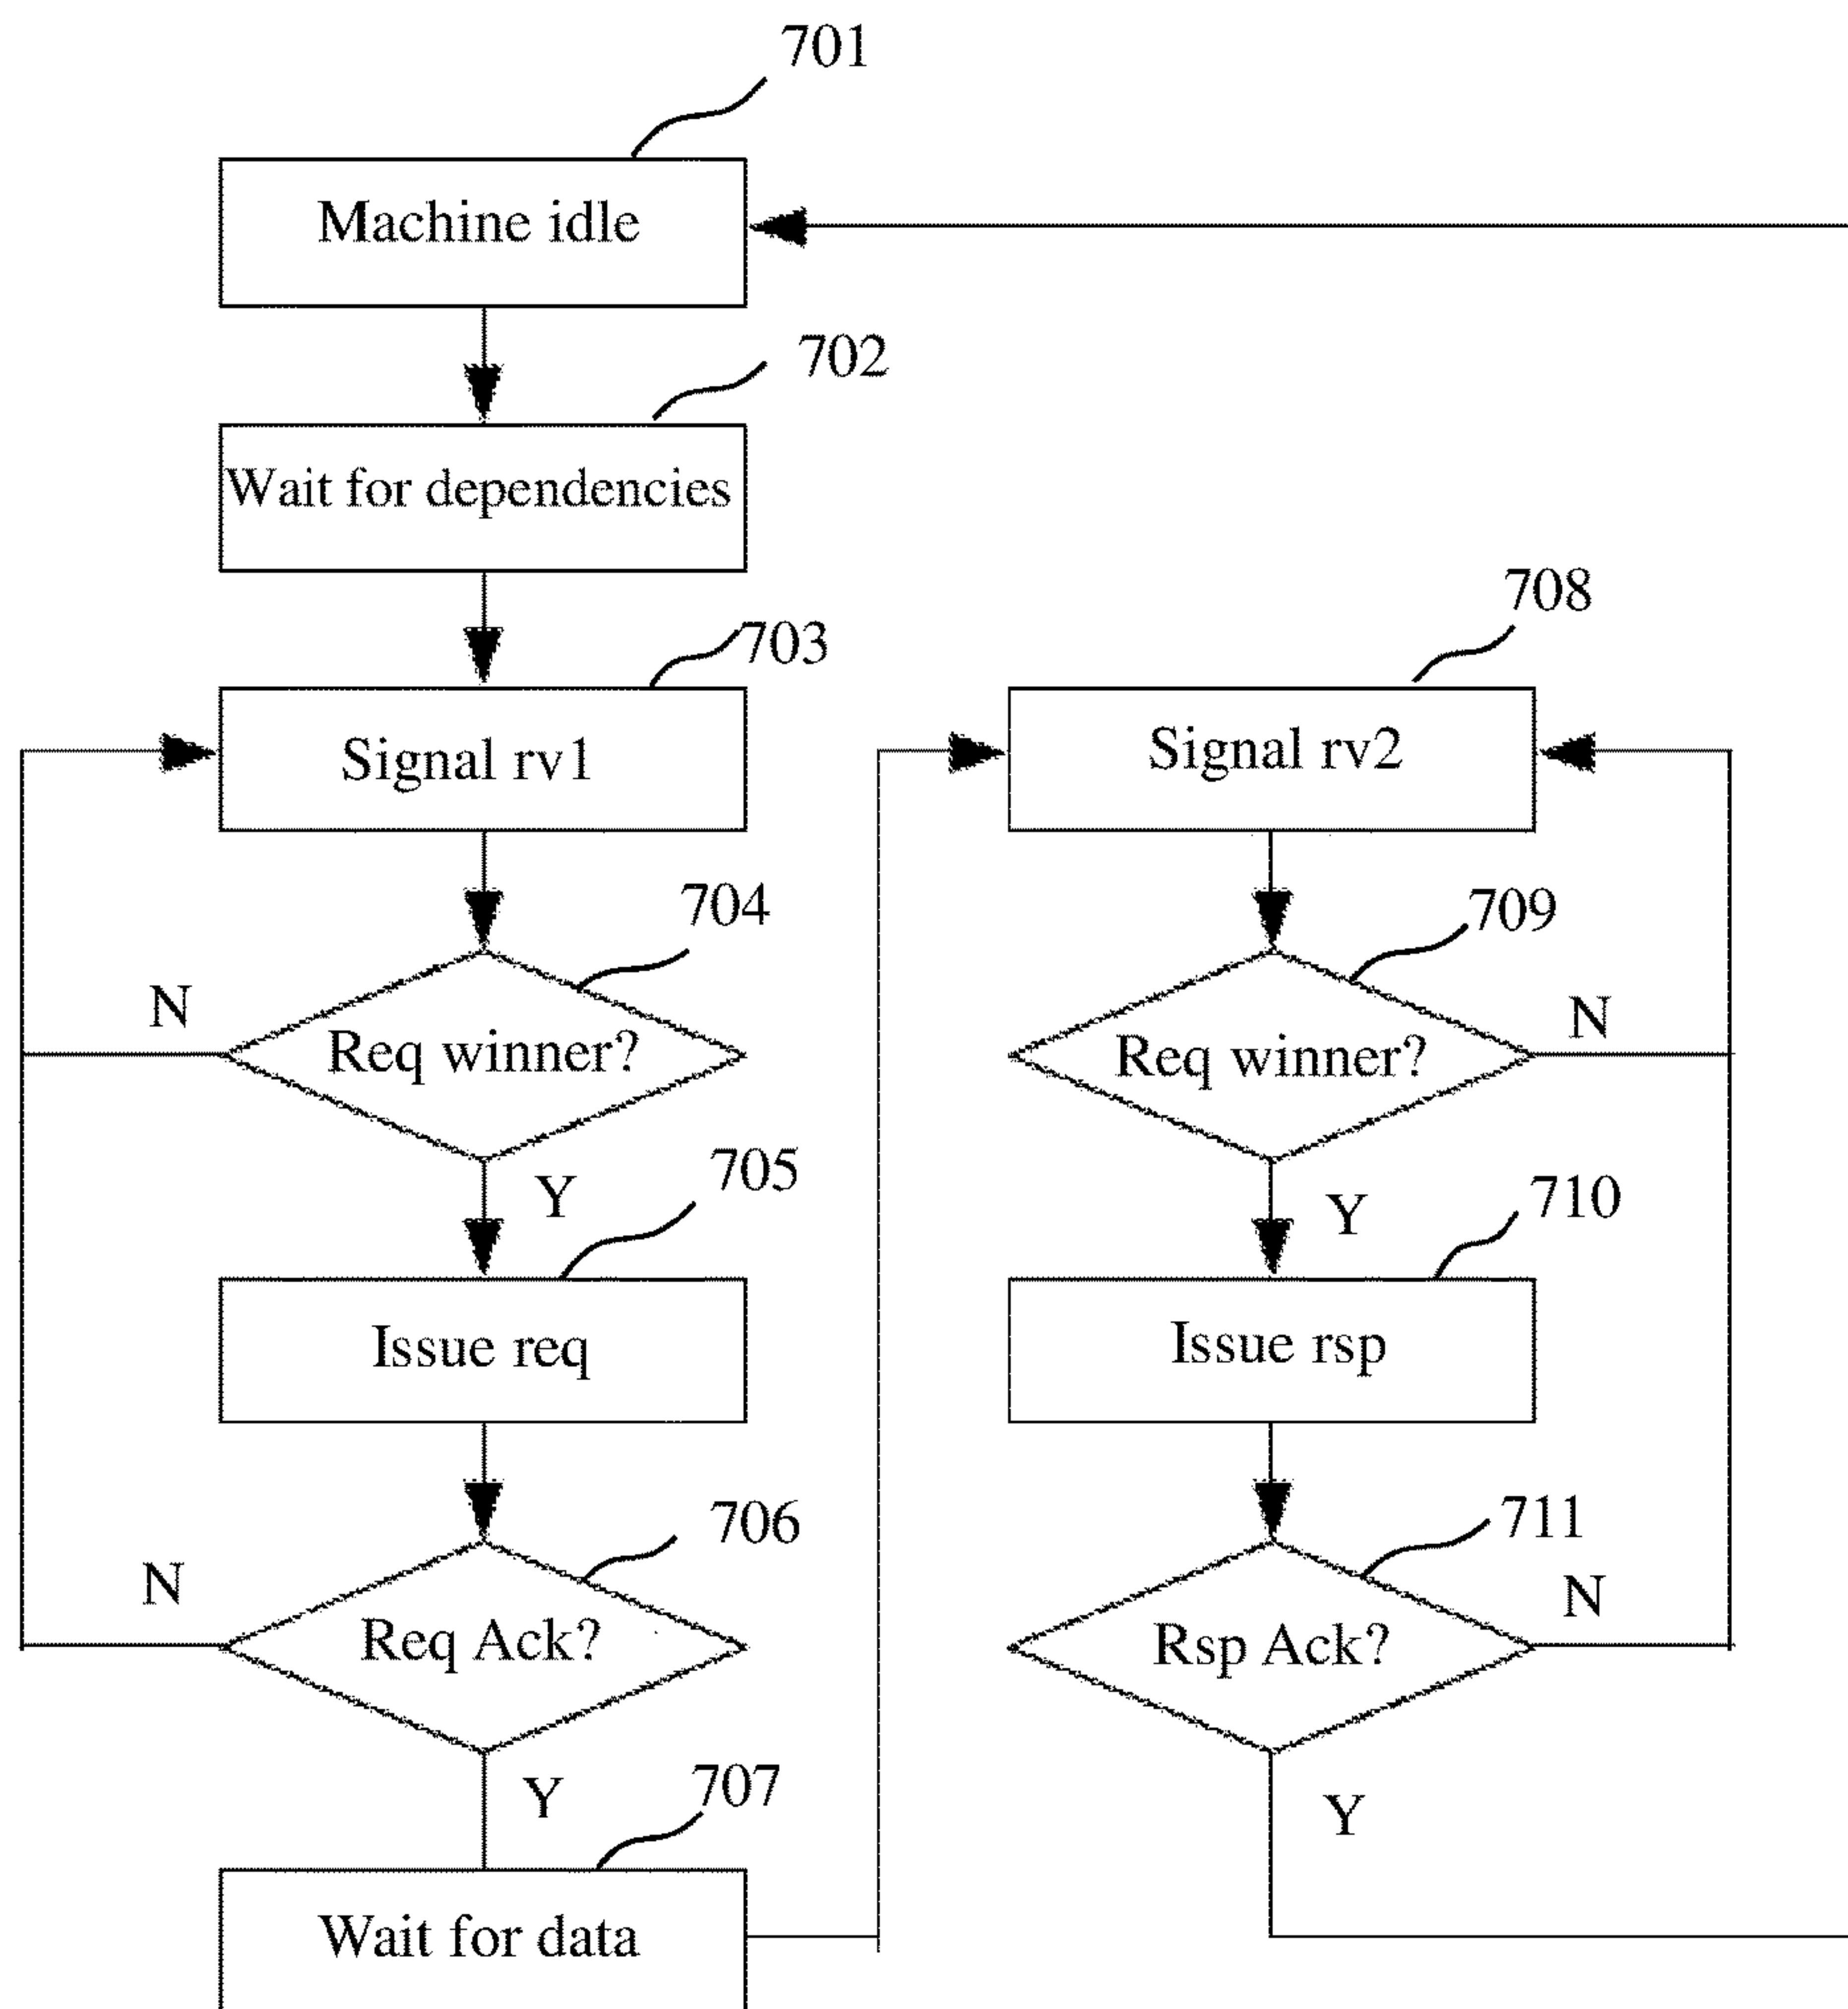 701
Machine idle
702
Wait for dependencies
703
Signal rv1
704
N
Req winner?
Y
705
Issue req
706
N
Req Ack?
Y
707
Wait for data
708
Signal rv2
709
N
Req winner?
Y
710
Issue rsp
711
N
Rsp Ack?
Y